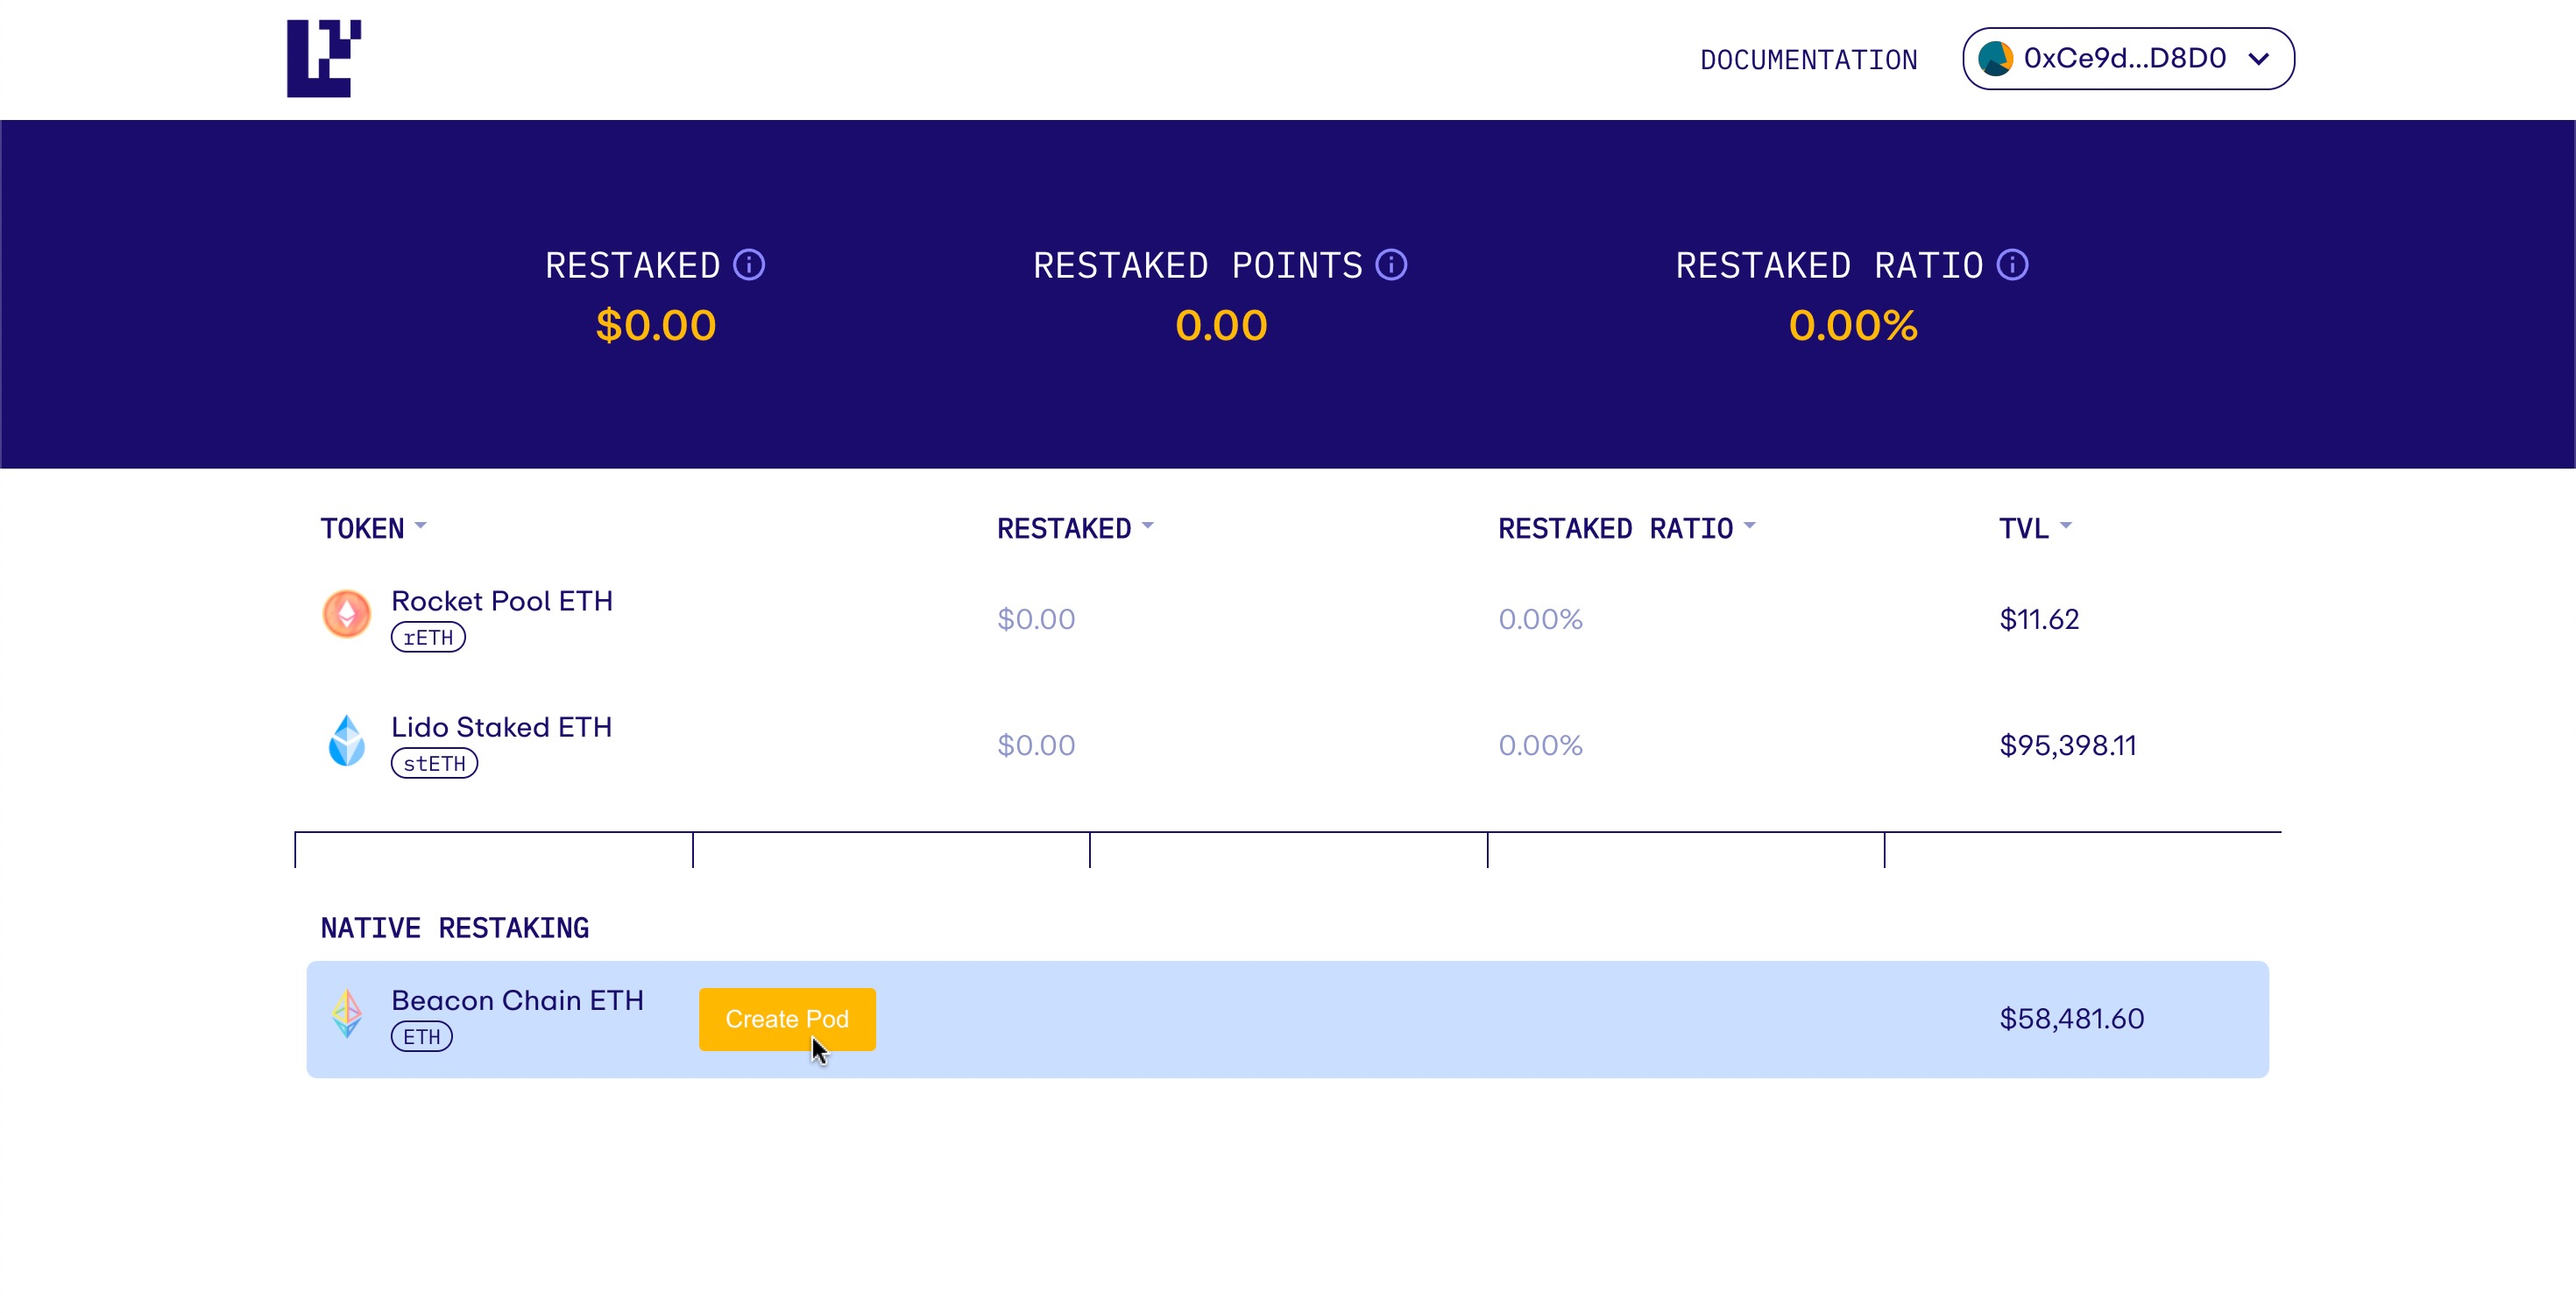 DOCUMENTATION 0xCe9d...D8D0
RESTAKED RESTAKED POINTS RESTAKED RATIO
$0.00 0.00 0.00%
TOKEN RESTAKED RESTAKED RATIO TVL
Rocket Pool ETH
rETH
$0.00 0.00% $11.62
Lido Staked ETH
stETH
$0.00 0.00% $95,398.11
NATIVE RESTAKING
Beacon Chain ETH
ETH
Create Pod $58,481.60